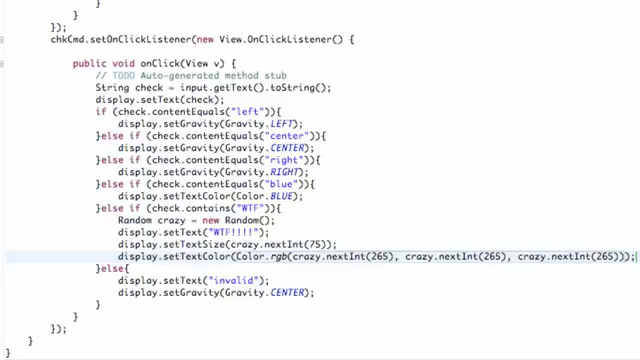 }
}
});
chkCmd.setOnClickListener(new View.OnClickListener() {
public void onClick(View v) {
// TODO Auto-generated method stub
String check = input.getText().toString();
display.setText(check);
if (check.contentEquals("left")){
display.setGravity(Gravity.LEFT);
}else if (check.contentEquals("center")){
display.setGravity(Gravity.CENTER);
}else if (check.contentEquals("right")){
display.setGravity(Gravity.RIGHT);
}else if (check.contentEquals("blue")){
display.setTextColor(Color.BLUE);
}else if (check.contains("WTF")){
Random crazy = new Random();
display.setText("WTF!!!!");
display.setTextSize(crazy.nextInt(75));
display.setTextColor(Color.rgb(crazy.nextInt(265), crazy.nextInt(265), crazy.nextInt(265)));
}else{
display.setText("invalid");
display.setGravity(Gravity.CENTER);
}
}
});
}
}